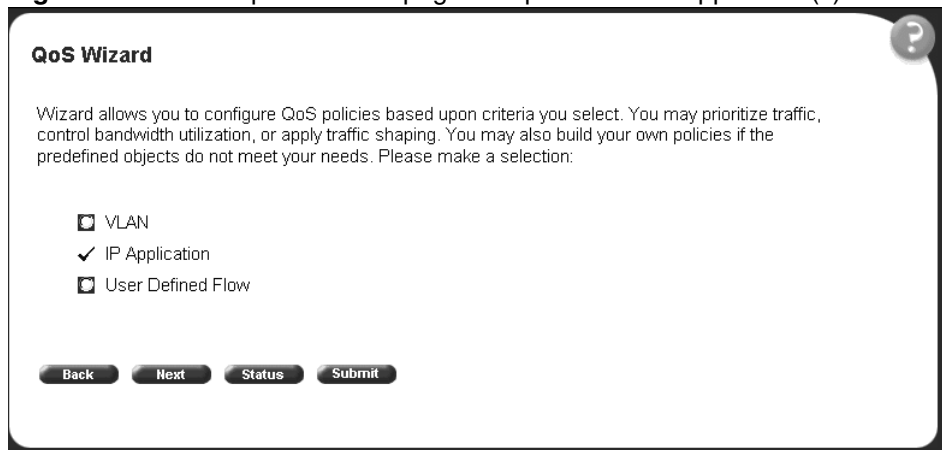 QoS Wizard
?
Wizard allows you to configure QoS policies based upon criteria you select. You may prioritize traffic,
control bandwidth utilization, or apply traffic shaping. You may also build your own policies if the
predefined objects do not meet your needs. Please make a selection:
VLAN
IP Application
User Defined Flow
Back Next Status Submit